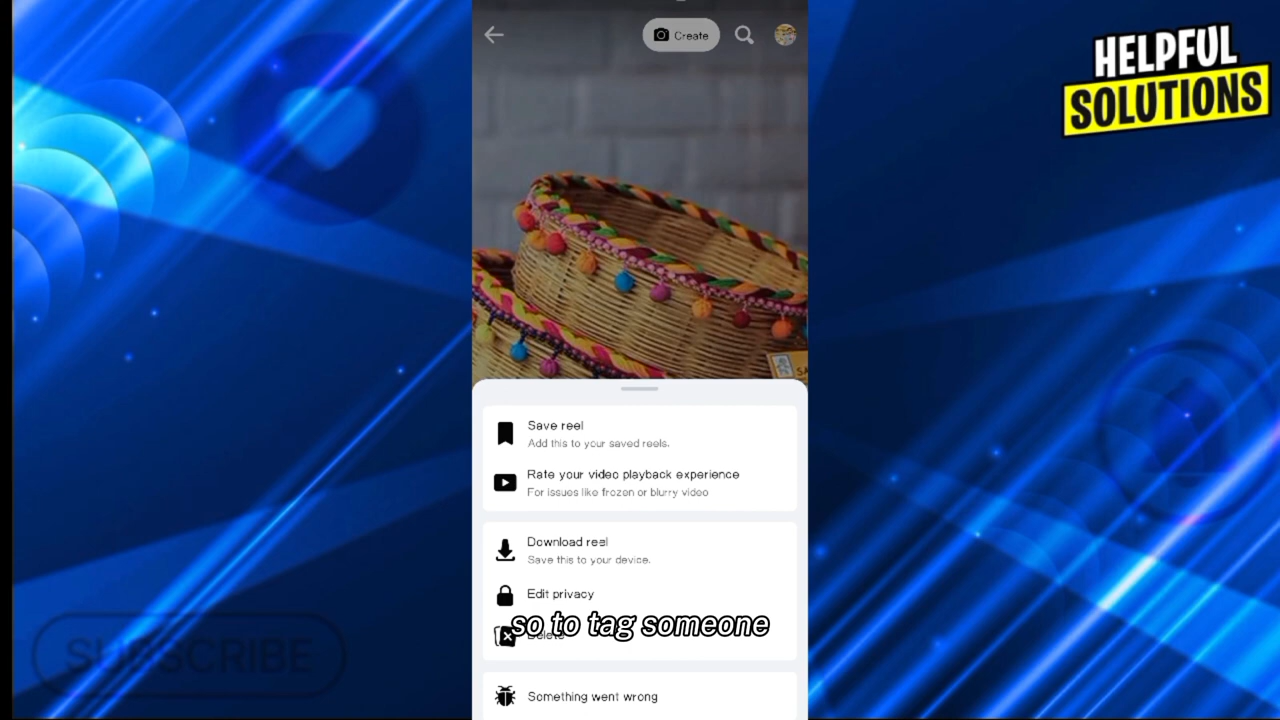 Create
HELPFUL
SOLUTIONS
Save reel
Add this to your saved reels.
Rate your video playback experience
For issues like frozen or blurry video
Download reel
Save this to your device.
Edit privacy
so to tag someone
Delete
Something went wrong
SUBSCRIBE